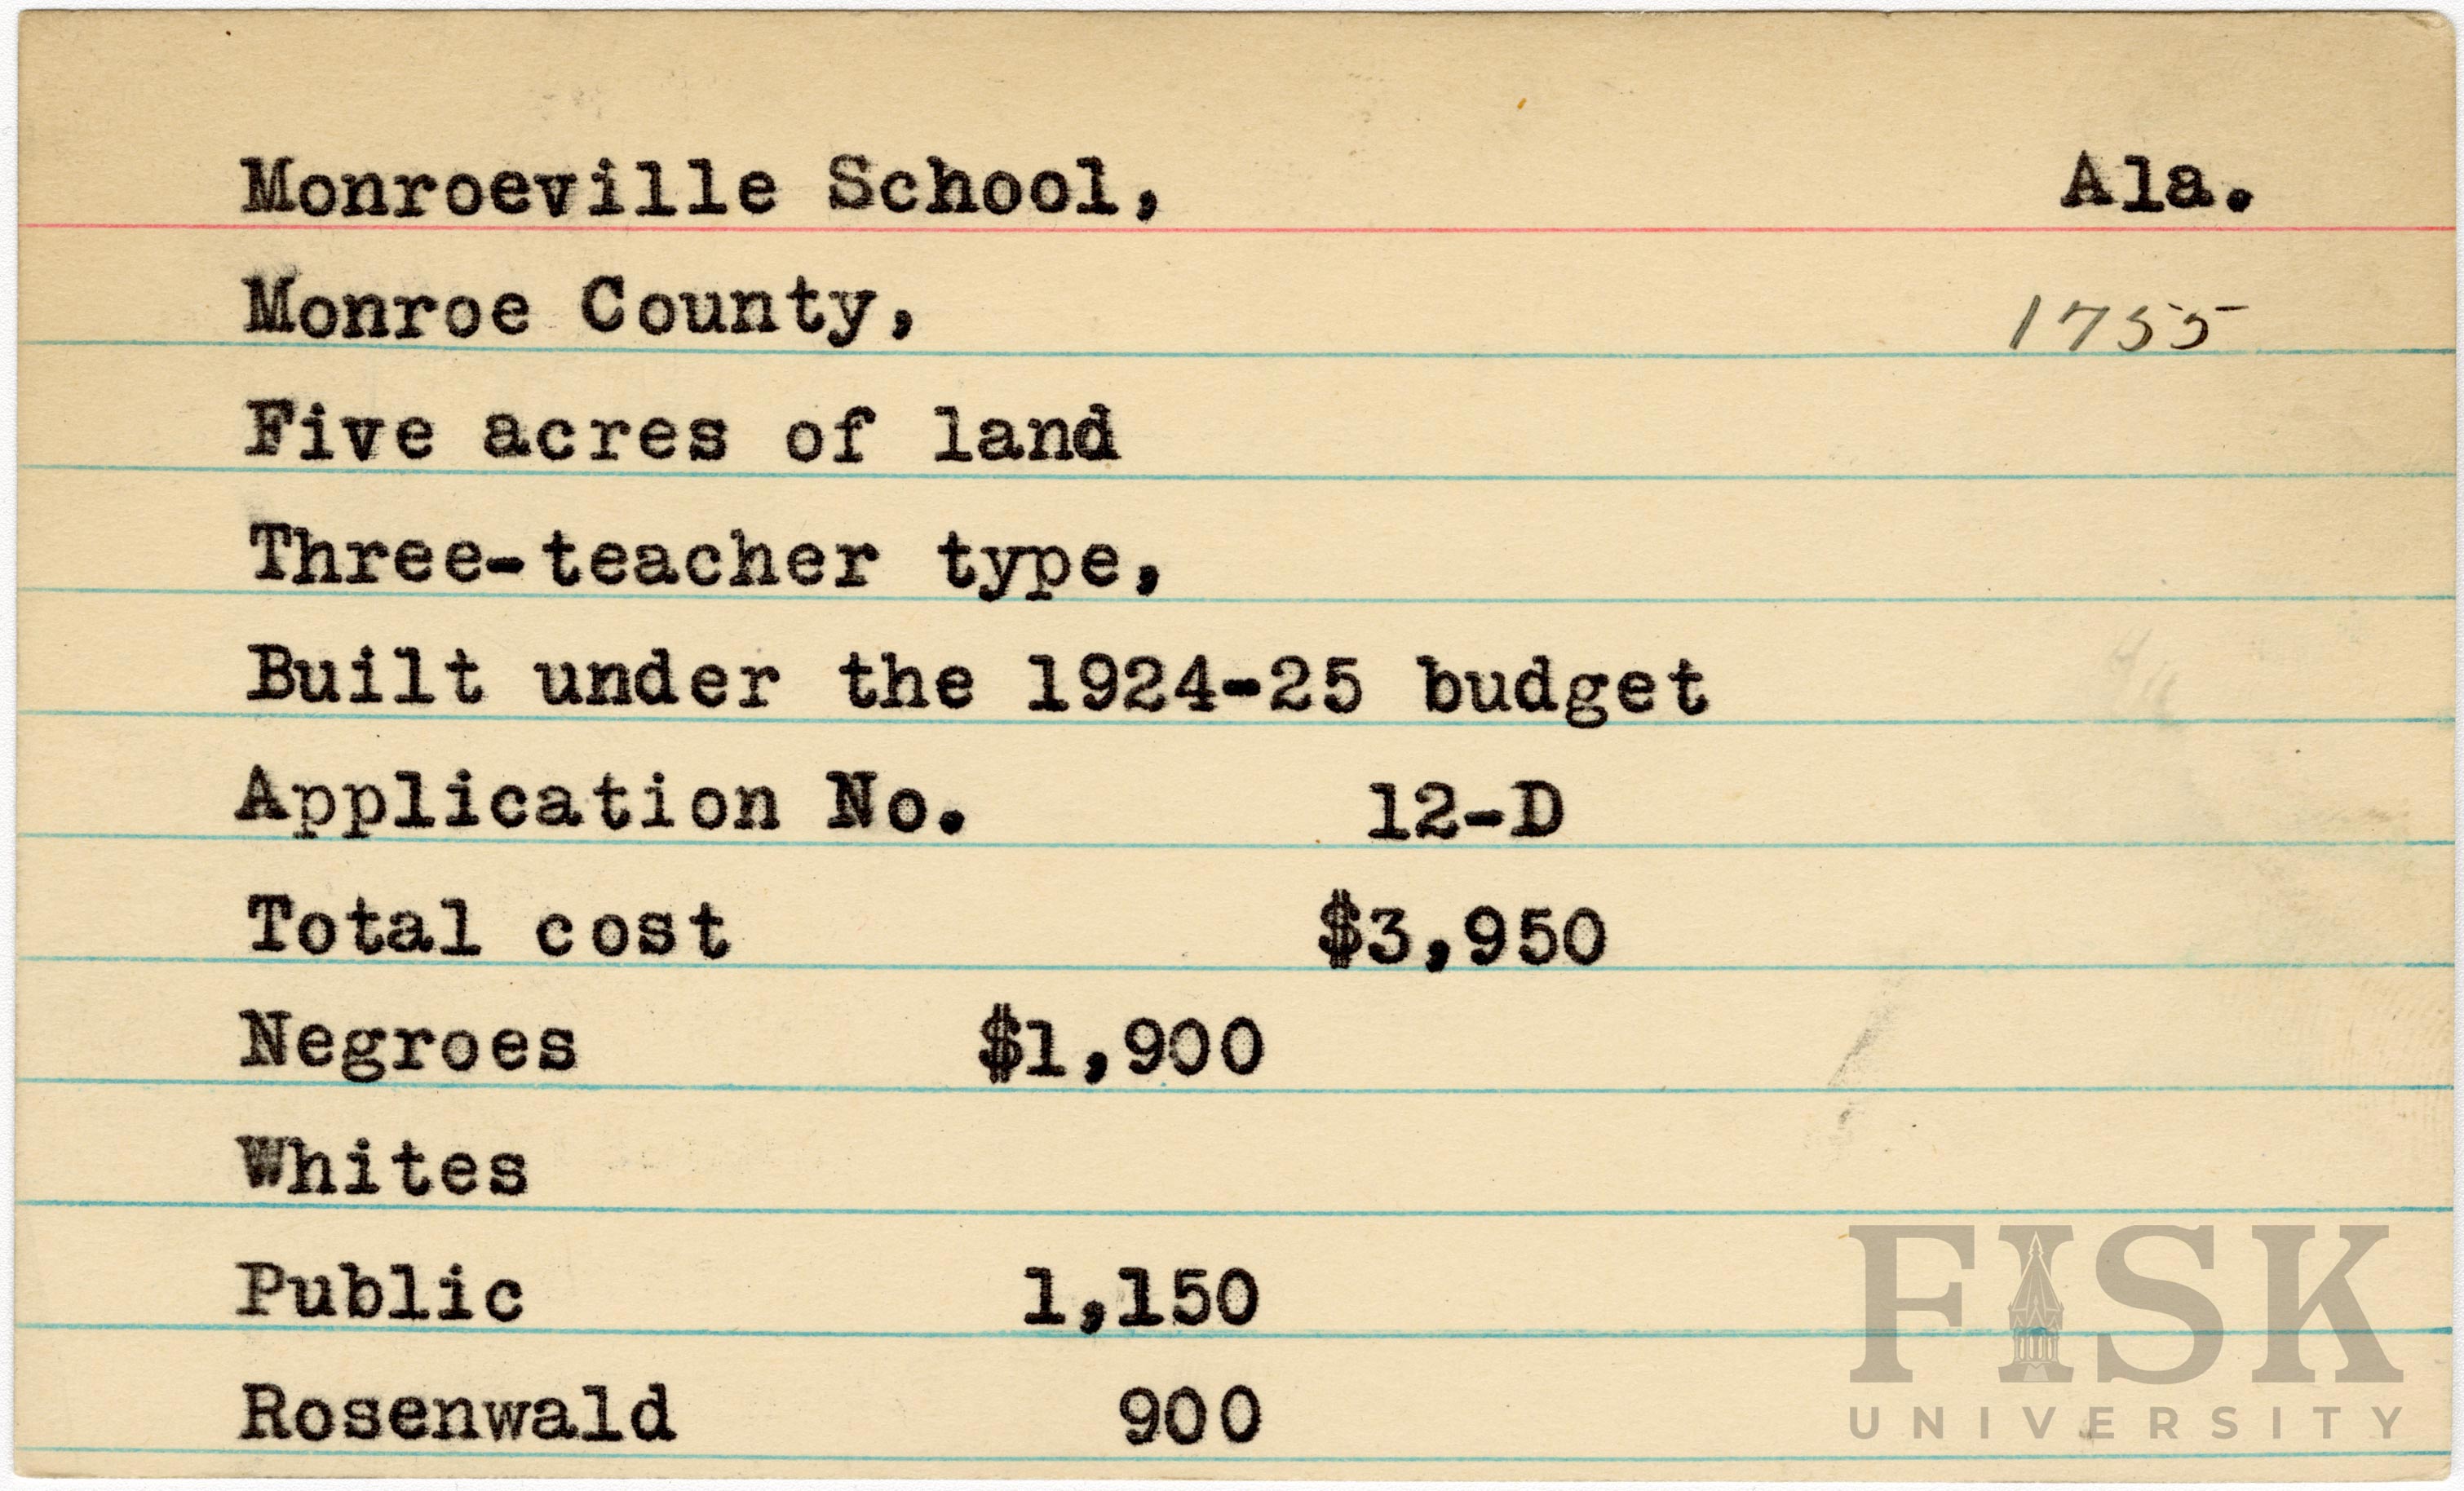 Monroeville School, Ala.
Monroe County, 1755
Five acres of land
Three-teacher type,
Built under the 1924-25 budget
Application No. 12-D
Total cost $3,950
Negroes $1,900
Whites
Public 1,150
Rosenwald 900
FISK
UNIVERSITY